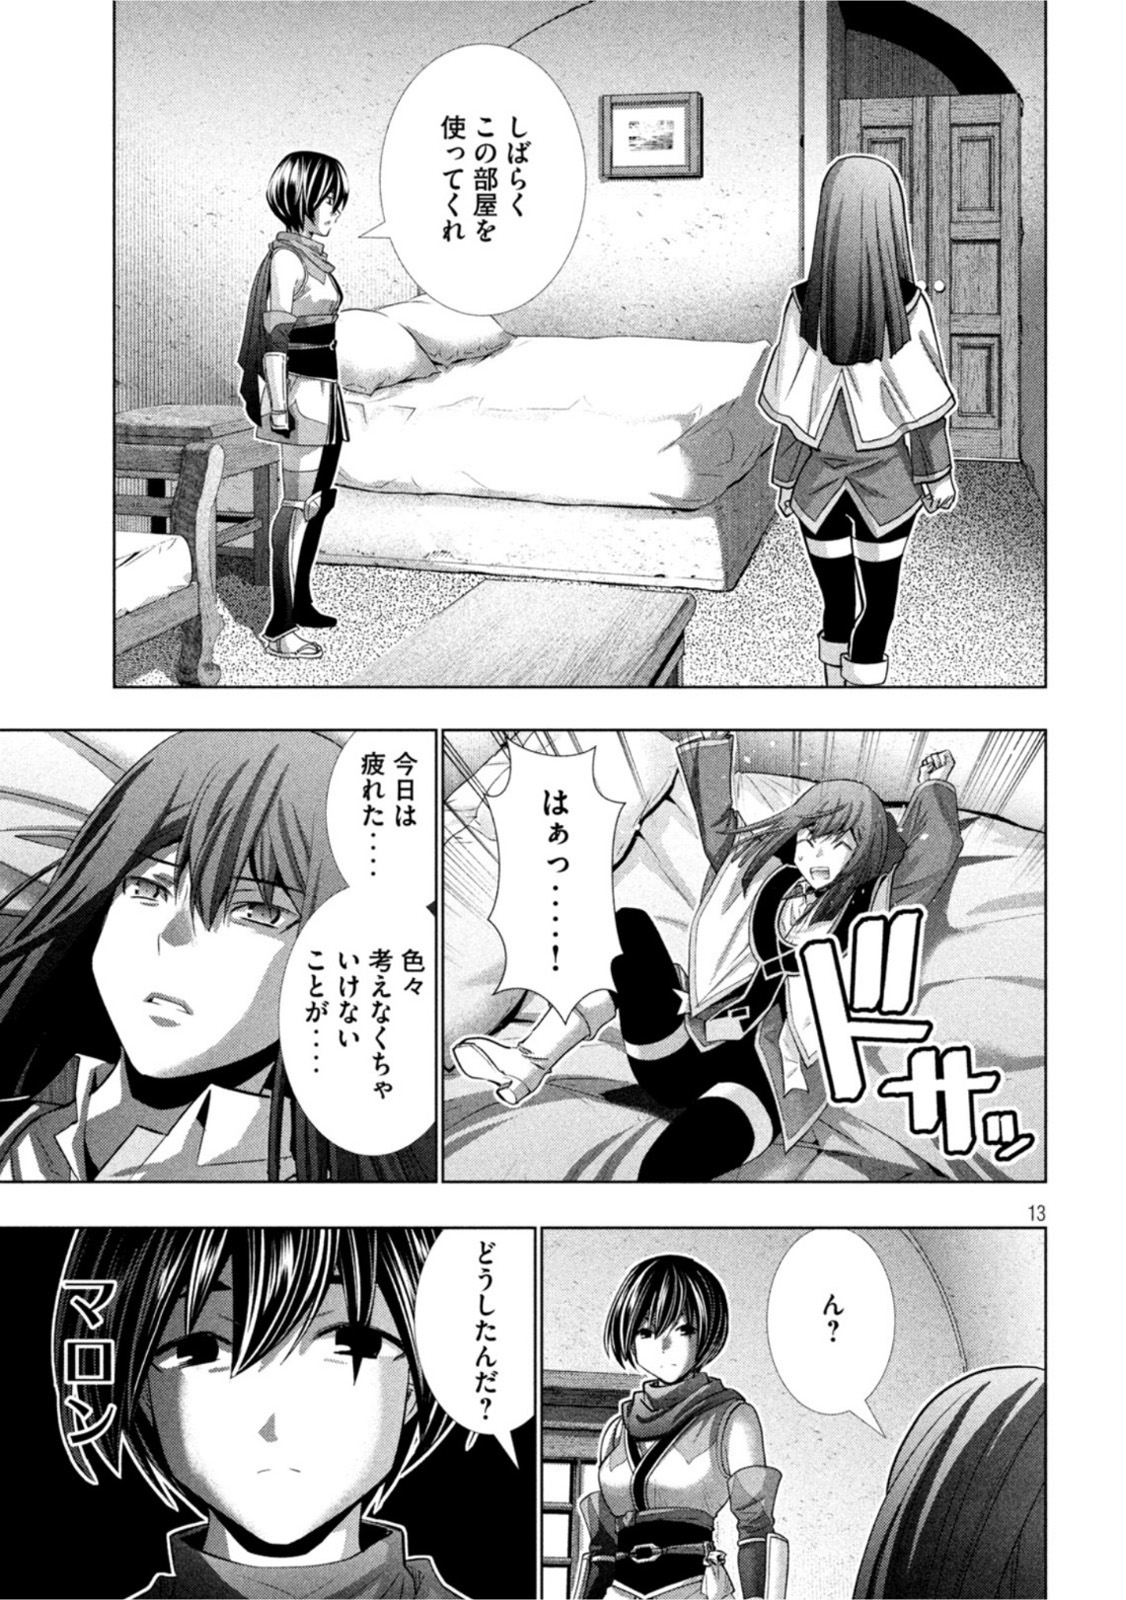 しばらく
この部屋を
使ってくれ
はぁっ‥‥‥！
ドサッ
今日は
疲れた‥‥
色々
考えなくちゃ
いけない
ことが‥‥
13
ん？
どうしたんだ？
マロン